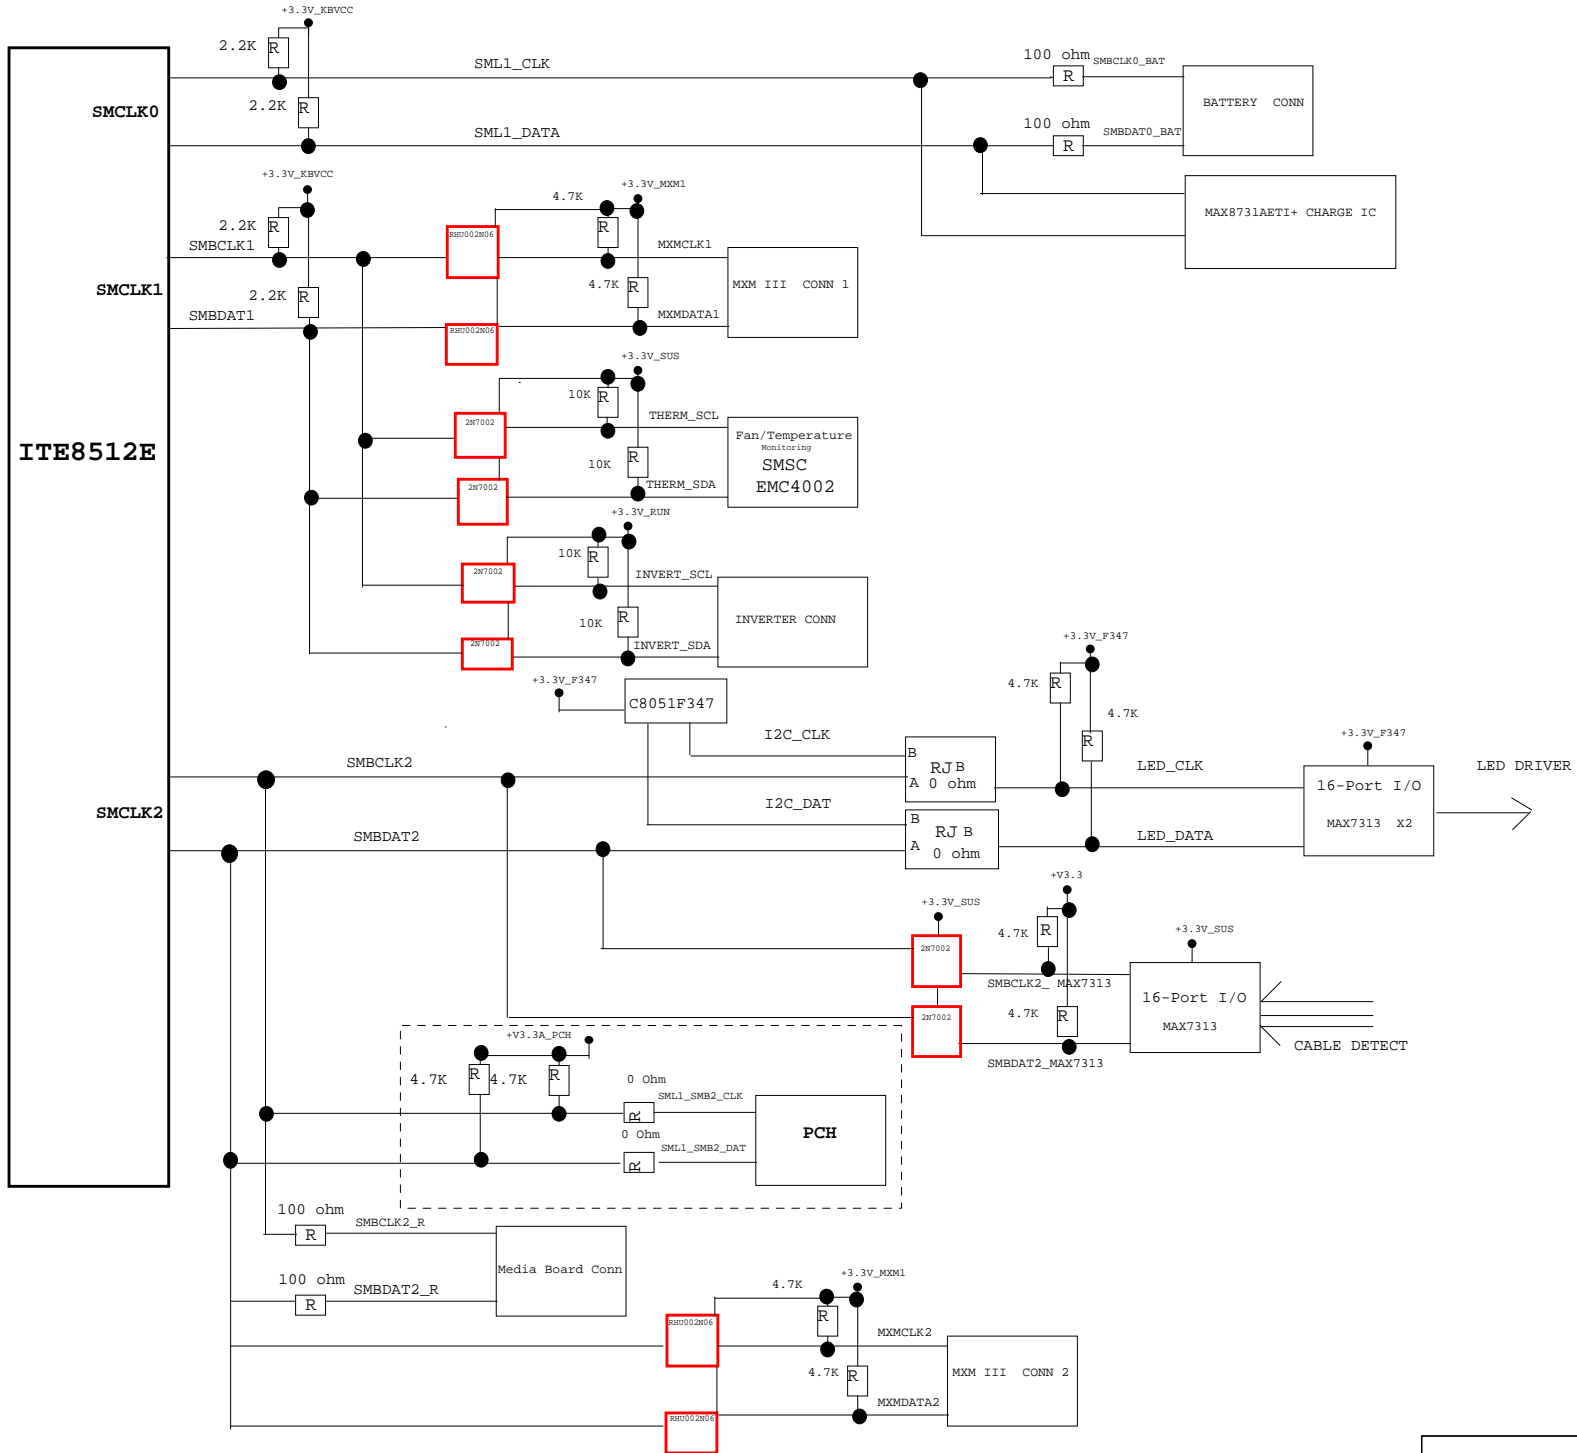 +3.3V_KBVCC
2.2K
R
SML1_CLK
100 ohm
SMBCLK0_BAT
R
2.2K
R
SMCLK0
BATTERY CONN
SML1_DATA
100 ohm
SMBDAT0_BAT
R
+3.3V_KBVCC
+3.3V_MXM1
4.7K
2.2K
R
R
RHU002N06
MAX8731AETI+ CHARGE IC
SMBCLK1
MXMCLK1
SMCLK1
2.2K
R
4.7K
R
MXM III CONN 1
SMBDAT1
MXMDATA1
RHU002N06
+3.3V_SUS
10K
R
THERM_SCL
2N7002
Fan/Temperature
Monitoring
SMSC
EMC4002
ITE8512E
10K
R
2N7002
THERM_SDA
+3.3V_RUN
10K
R
2N7002
INVERT_SCL
10K
R
INVERTER CONN
2N7002
INVERT_SDA
+3.3V_F347
+3.3V_F347
C8051F347
4.7K
R
4.7K
R
I2C_CLK
+3.3V_F347
B
RJ B
A
0 ohm
SMBCLK2
LED_CLK
LED DRIVER
16-Port I/O
MAX7313 X2
SMCLK2
I2C_DAT
B
RJ B
A
0 ohm
SMBDAT2
LED_DATA
+V3.3
+3.3V_SUS
4.7K
R
+3.3V_SUS
2N7002
SMBCLK2_ MAX7313
16-Port I/O
MAX7313
2N7002
4.7K
R
SMBDAT2_MAX7313
CABLE DETECT
+V3.3A_PCH
4.7K
R
4.7K
R
0 Ohm
SML1_SMB2_CLK
R
0 Ohm
SML1_SMB2_DAT
R
PCH
100 ohm
SMBCLK2_R
R
Media Board Conn
100 ohm
SMBDAT2_R
R
+3.3V_MXM1
4.7K
R
RHU002N06
MXMCLK2
4.7K
R
MXM III CONN 2
MXMDATA2
RHU002N06